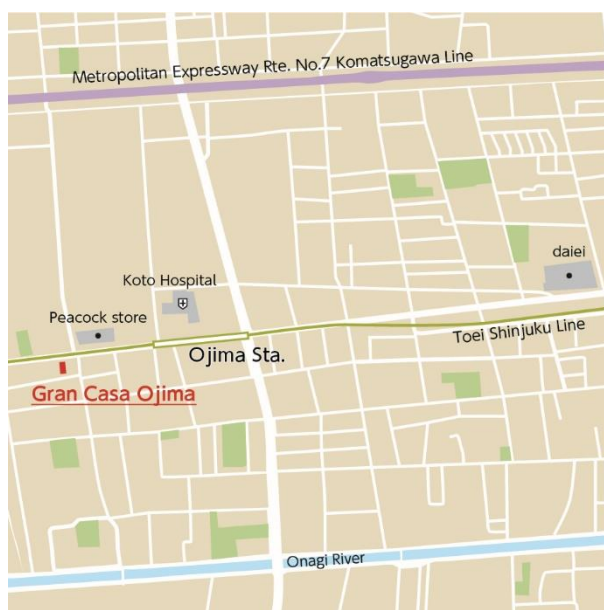 Metropolitan Expressway Rte. No.7 Komatsugawa Line
daiei
Koto Hospital
Peacock store
Toei Shinjuku Line
Ojima Sta.
Gran Casa Ojima
Onagi River